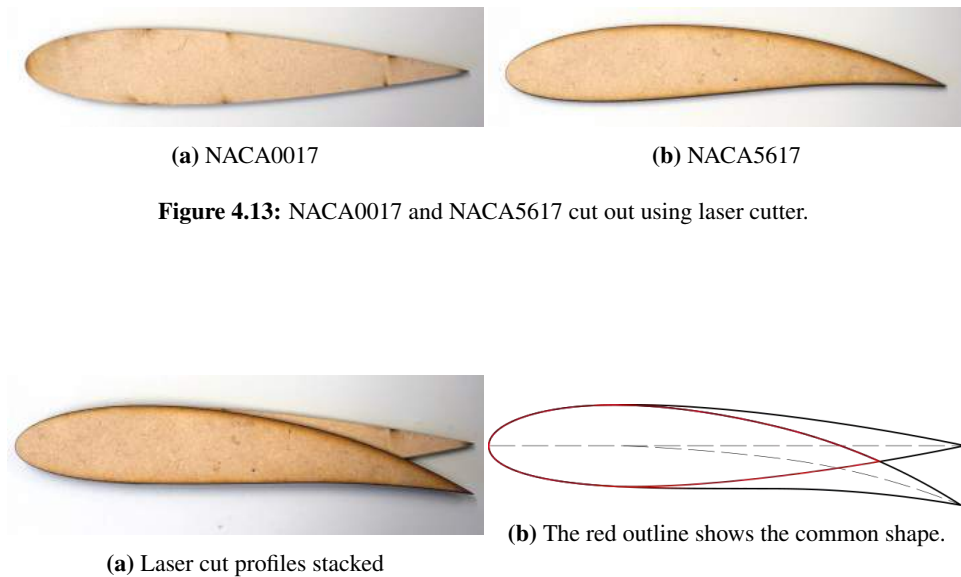 (a) NACA0017
(b) NACA5617
Figure 4.13: NACA0017 and NACA5617 cut out using laser cutter.
(a) Laser cut profiles stacked
(b) The red outline shows the common shape.